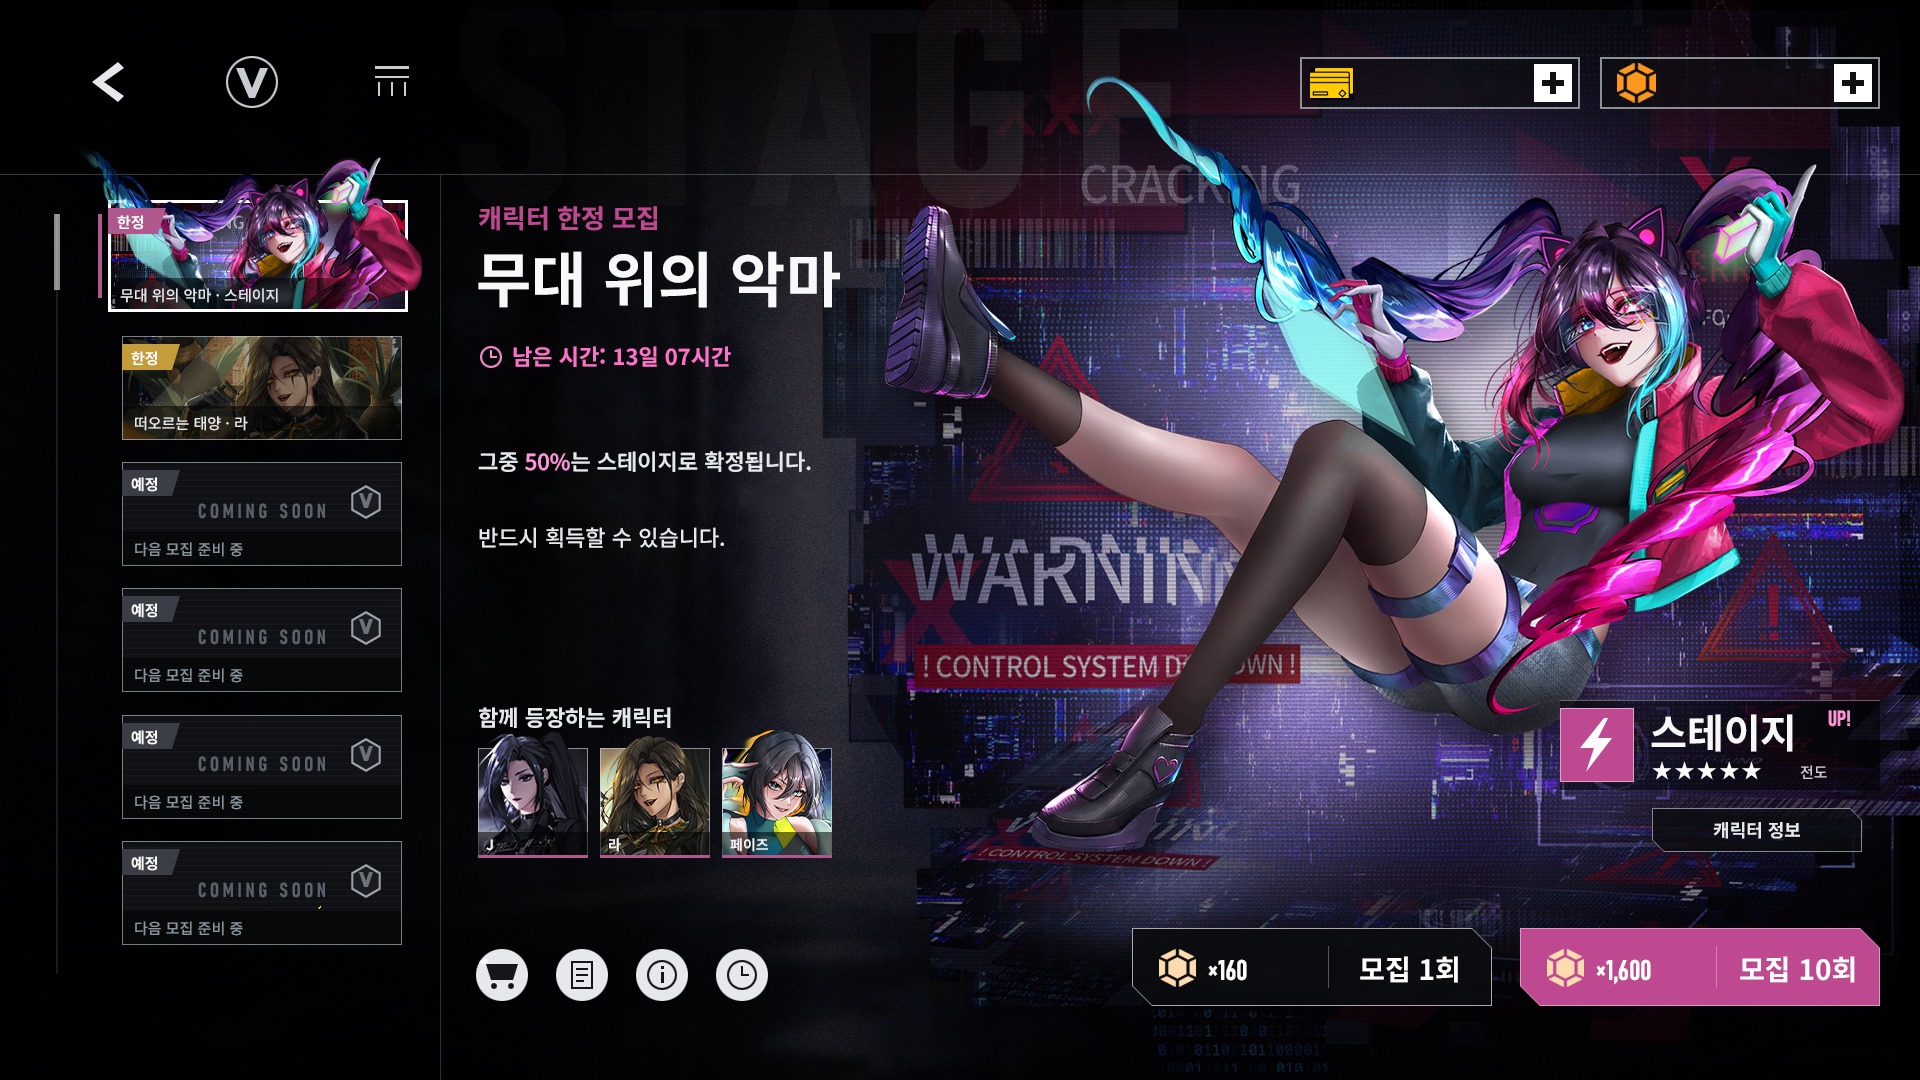 STAGE
CRACKING
한정
무대 위의 악마 · 스테이지
한정
떠오르는 태양 · 라
예정
COMING SOON
다음 모집 준비 중
예정
COMING SOON
다음 모집 준비 중
예정
COMING SOON
다음 모집 준비 중
예정
COMING SOON
다음 모집 준비 중
캐릭터 한정 모집
무대 위의 악마
남은 시간: 13일 07시간
그중 50%는 스테이지로 확정됩니다.
반드시 획득할 수 있습니다.
WARNIN
! CONTROL SYSTEM D OWN !
함께 등장하는 캐릭터
J
라
페이즈
! CONTROL SYSTEM DOWN !
스테이지 UP!
★★★★★ 전도
캐릭터 정보
×160 모집 1회
×1,600 모집 10회